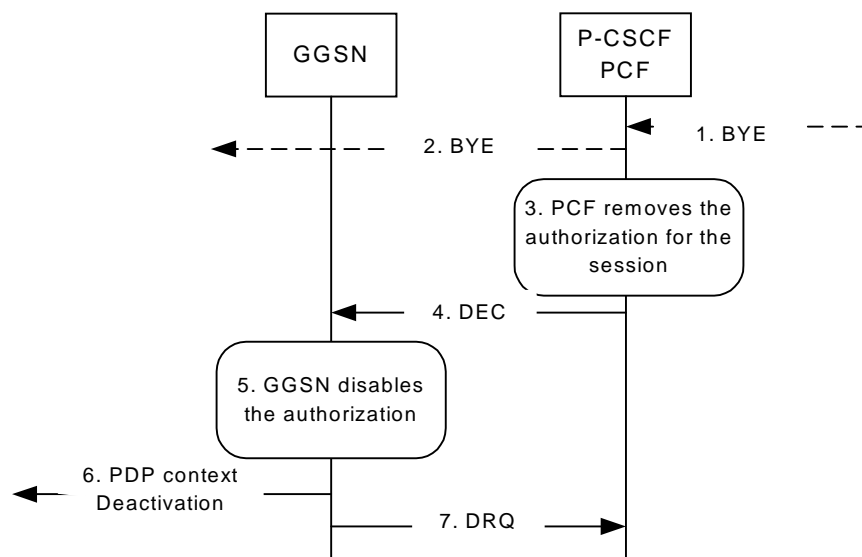 GGSN
P-CSCF
PCF
1. BYE
2. BYE
3. PCF removes the
authorization for the
session
4. DEC
5. GGSN disables
the authorization
6. PDP context
Deactivation
7. DRQ